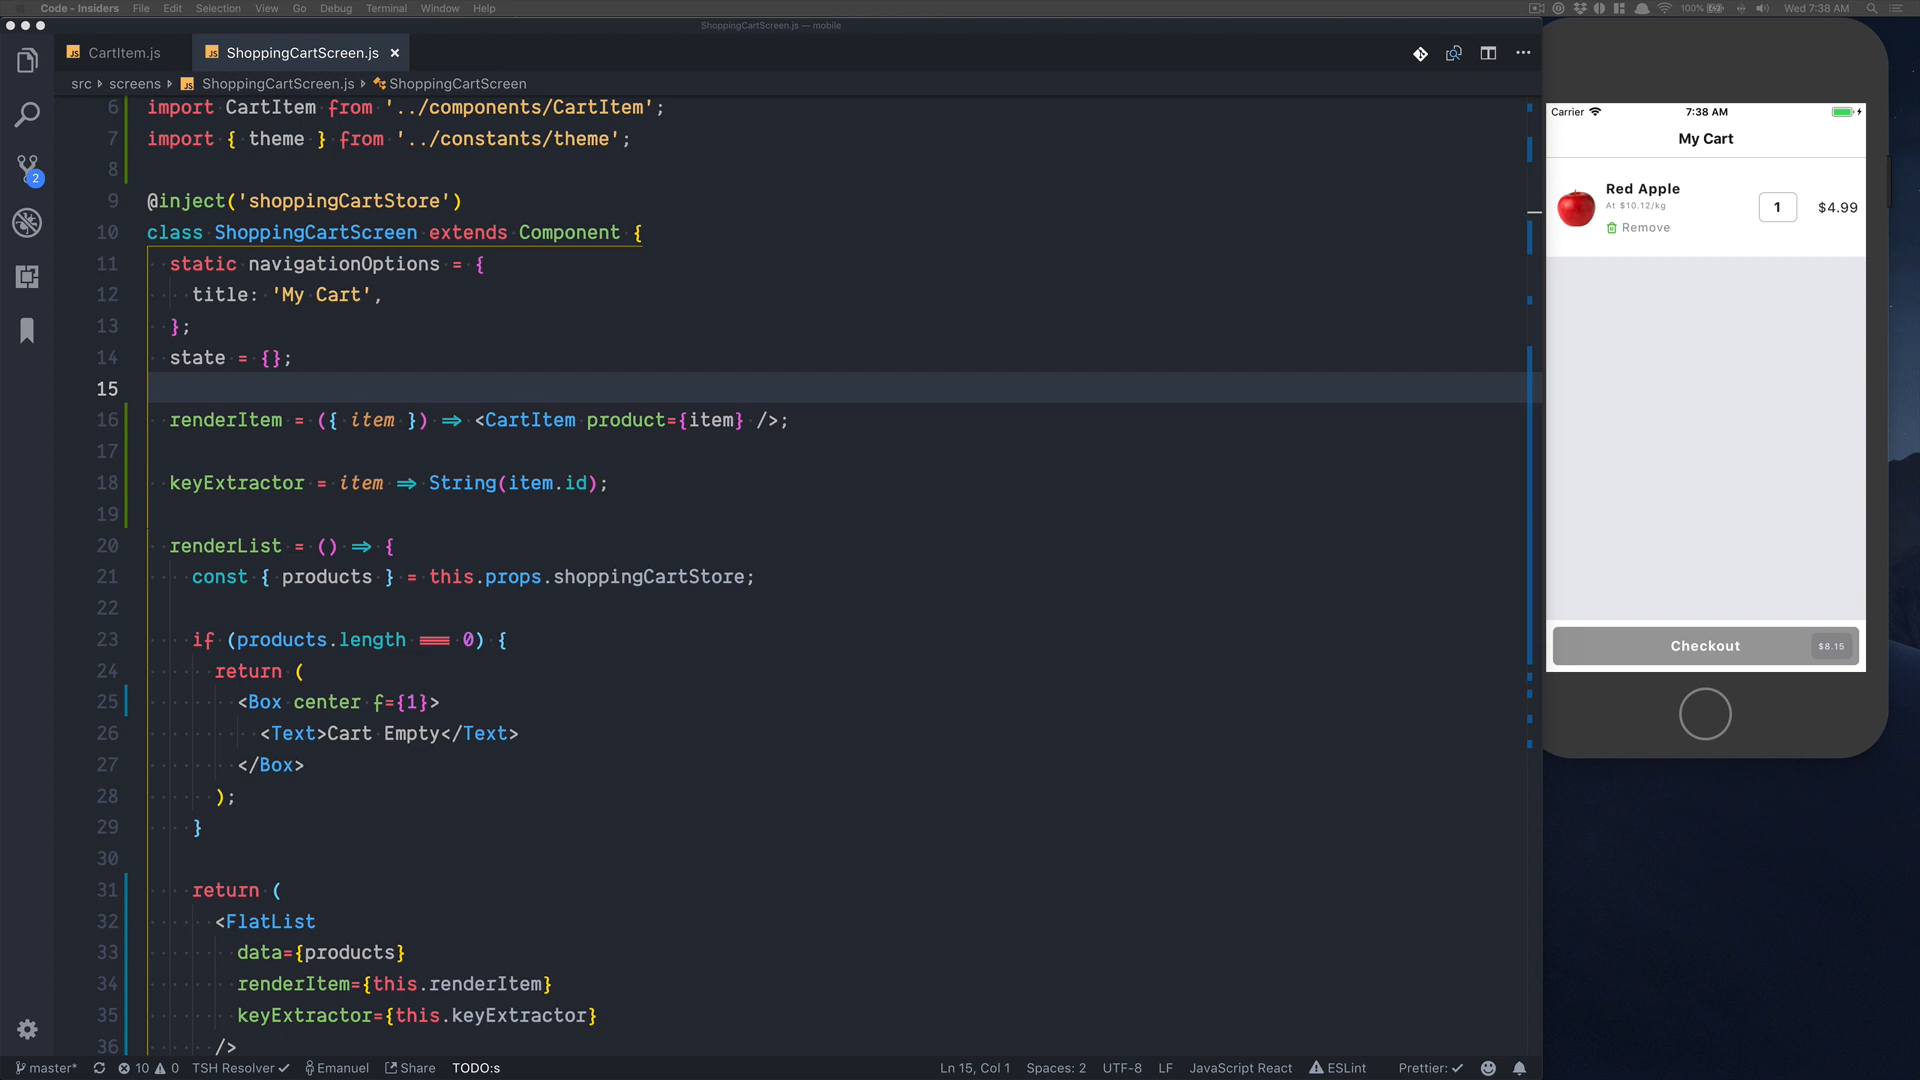 Code - Insiders File Edit Selection View Go Debug Terminal Window Help 100% Wed 7:38 AM
ShoppingCartScreen.js — mobile
JS CartItem.js JS ShoppingCartScreen.js ×
src screens JS ShoppingCartScreen.js ShoppingCartScreen
6 import CartItem from '../components/CartItem';
7 import { theme } from '../constants/theme';
8
9 @inject('shoppingCartStore')
10 class ShoppingCartScreen extends Component {
11 static navigationOptions = {
12 title: 'My Cart',
13 };
14 state = {};
15
16 renderItem = ({ item }) => <CartItem product={item} />;
17
18 keyExtractor = item => String(item.id);
19
20 renderList = () => {
21 const { products } = this.props.shoppingCartStore;
22
23 if (products.length === 0) {
24 return (
25 <Box center f={1}>
26 <Text>Cart Empty</Text>
27 </Box>
28 );
29 }
30
31 return (
32 <FlatList
33 data={products}
34 renderItem={this.renderItem}
35 keyExtractor={this.keyExtractor}
36 />
2
master* 10 0 TSH Resolver Emanuel Share TODO:s Ln 15, Col 1 Spaces: 2 UTF-8 LF JavaScript React ESLint Prettier:
Carrier 7:38 AM
My Cart
Red Apple
At $10.12/kg
Remove
1
$4.99
Checkout $8.15